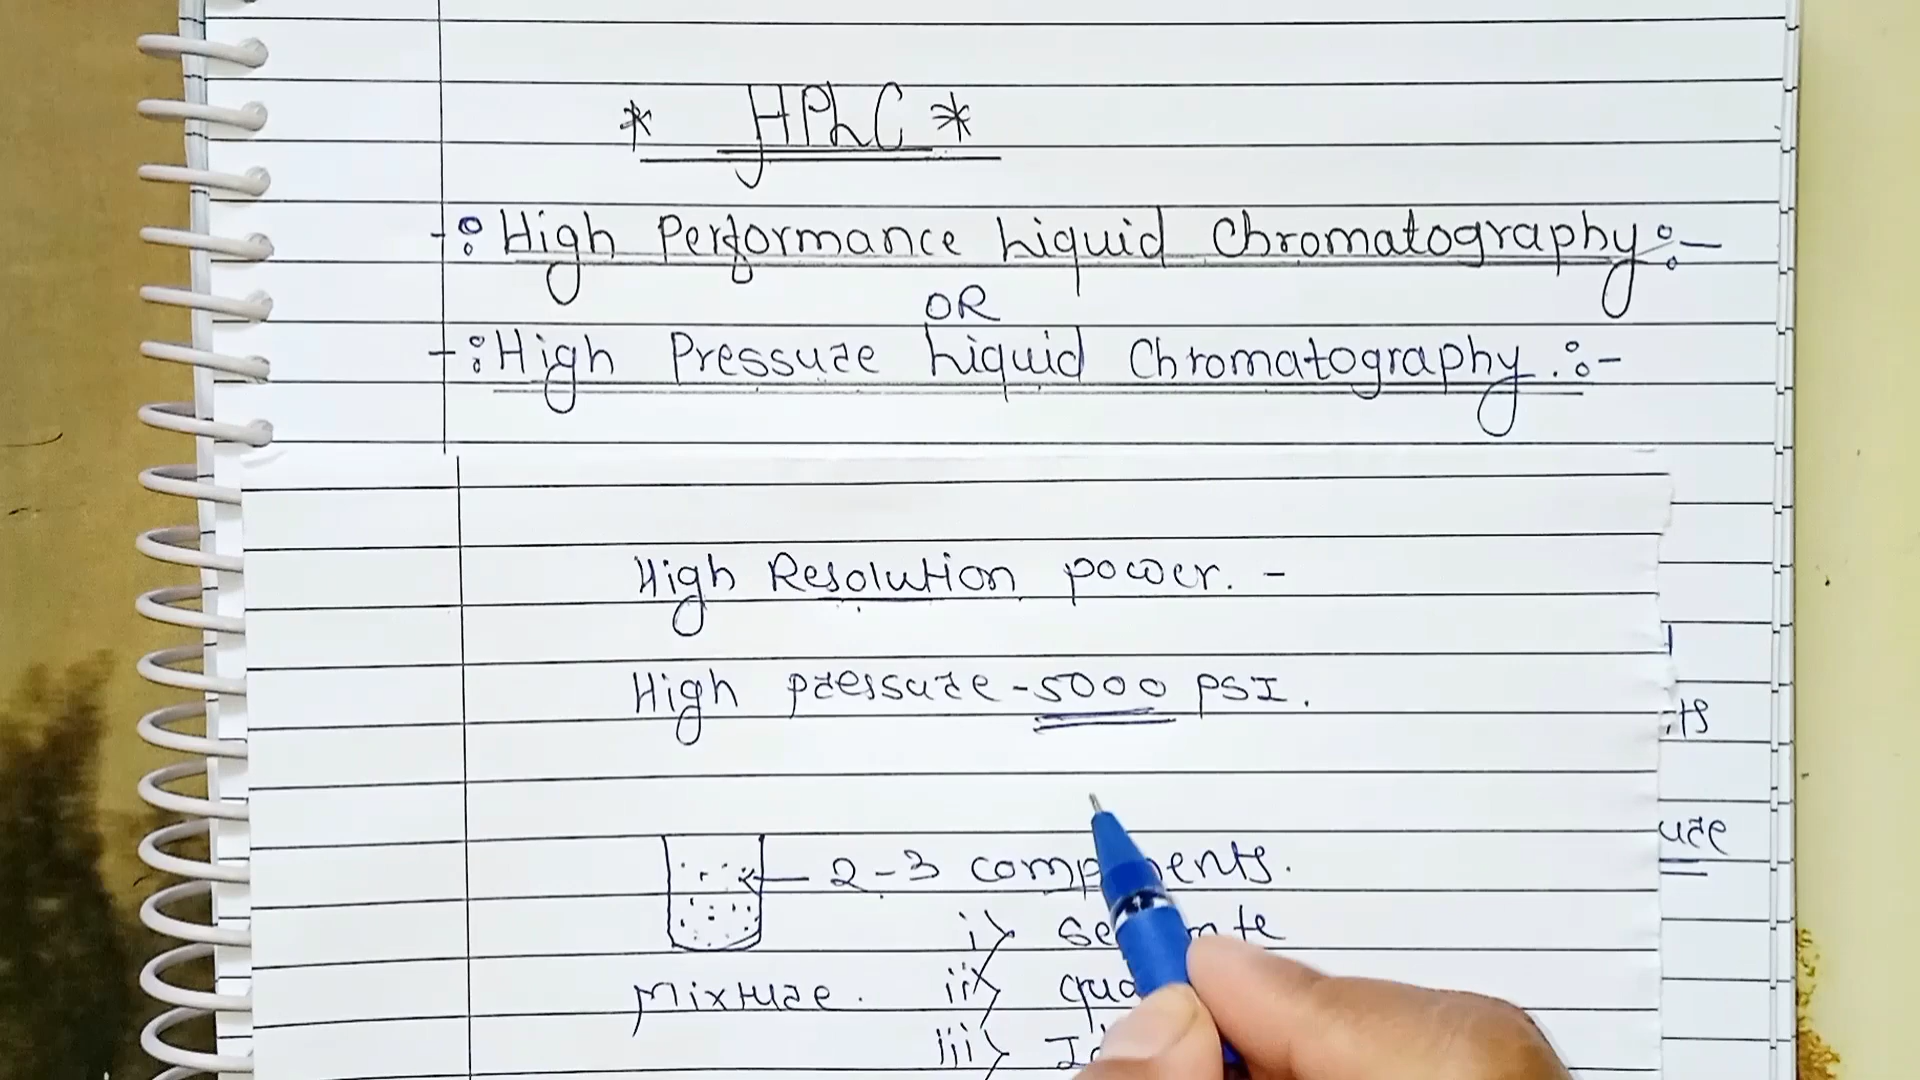 * HPLC *
-: High Performance Liquid Chromatography :-
OR
-: High Pressure Liquid Chromatography. :-
High Resolution power. -
High pressure - 5000 PSI.
2-3 components.
i)
Mixture. ii)
iii)